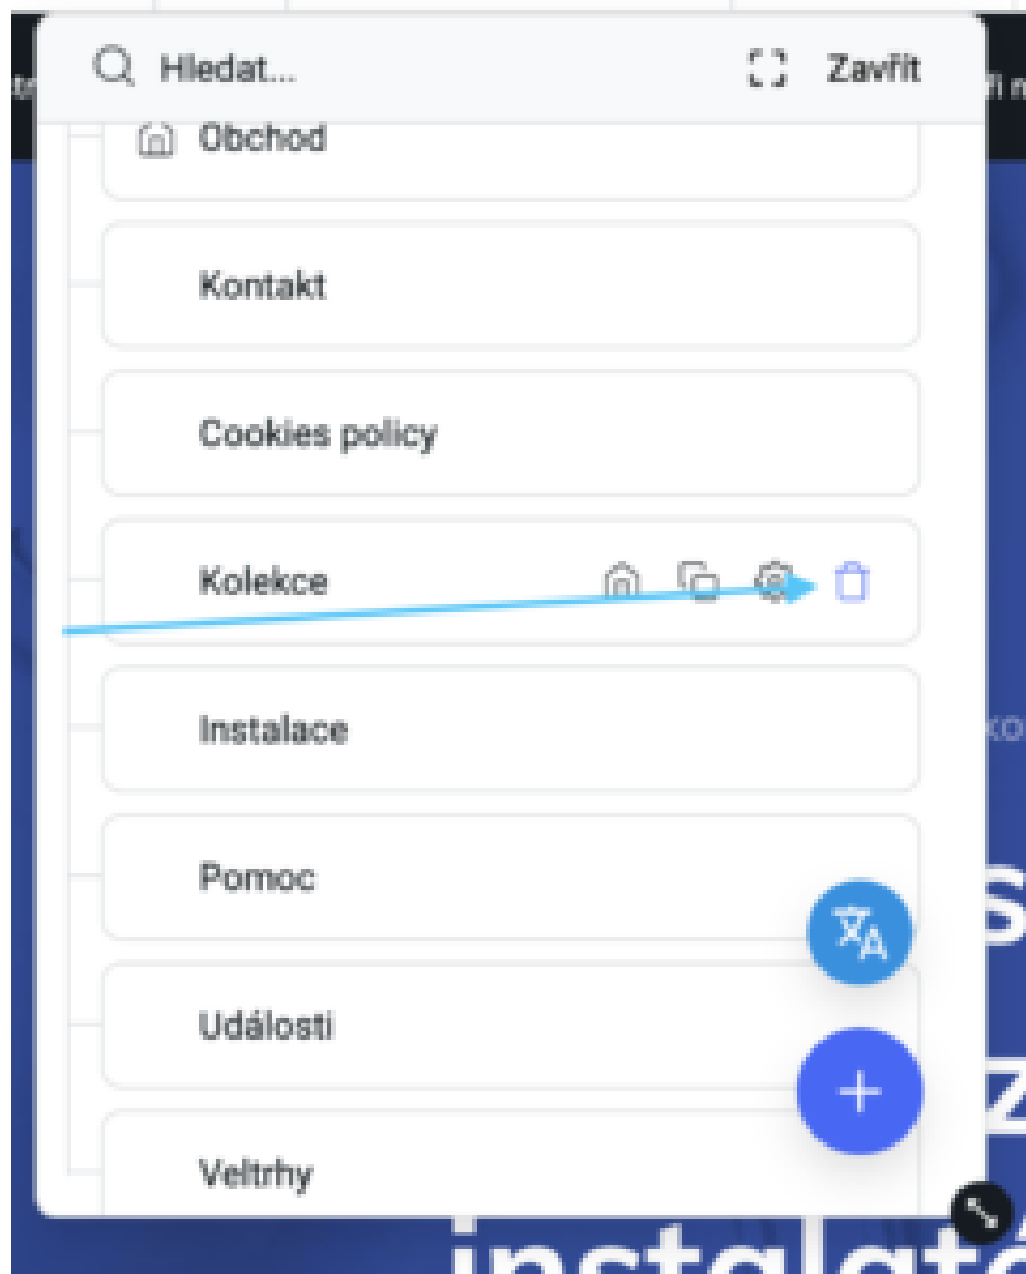 Hledat...
Zavřít
Obchod
Kontakt
Cookies policy
Kolekce
Instalace
Pomoc
Události
Veltrhy